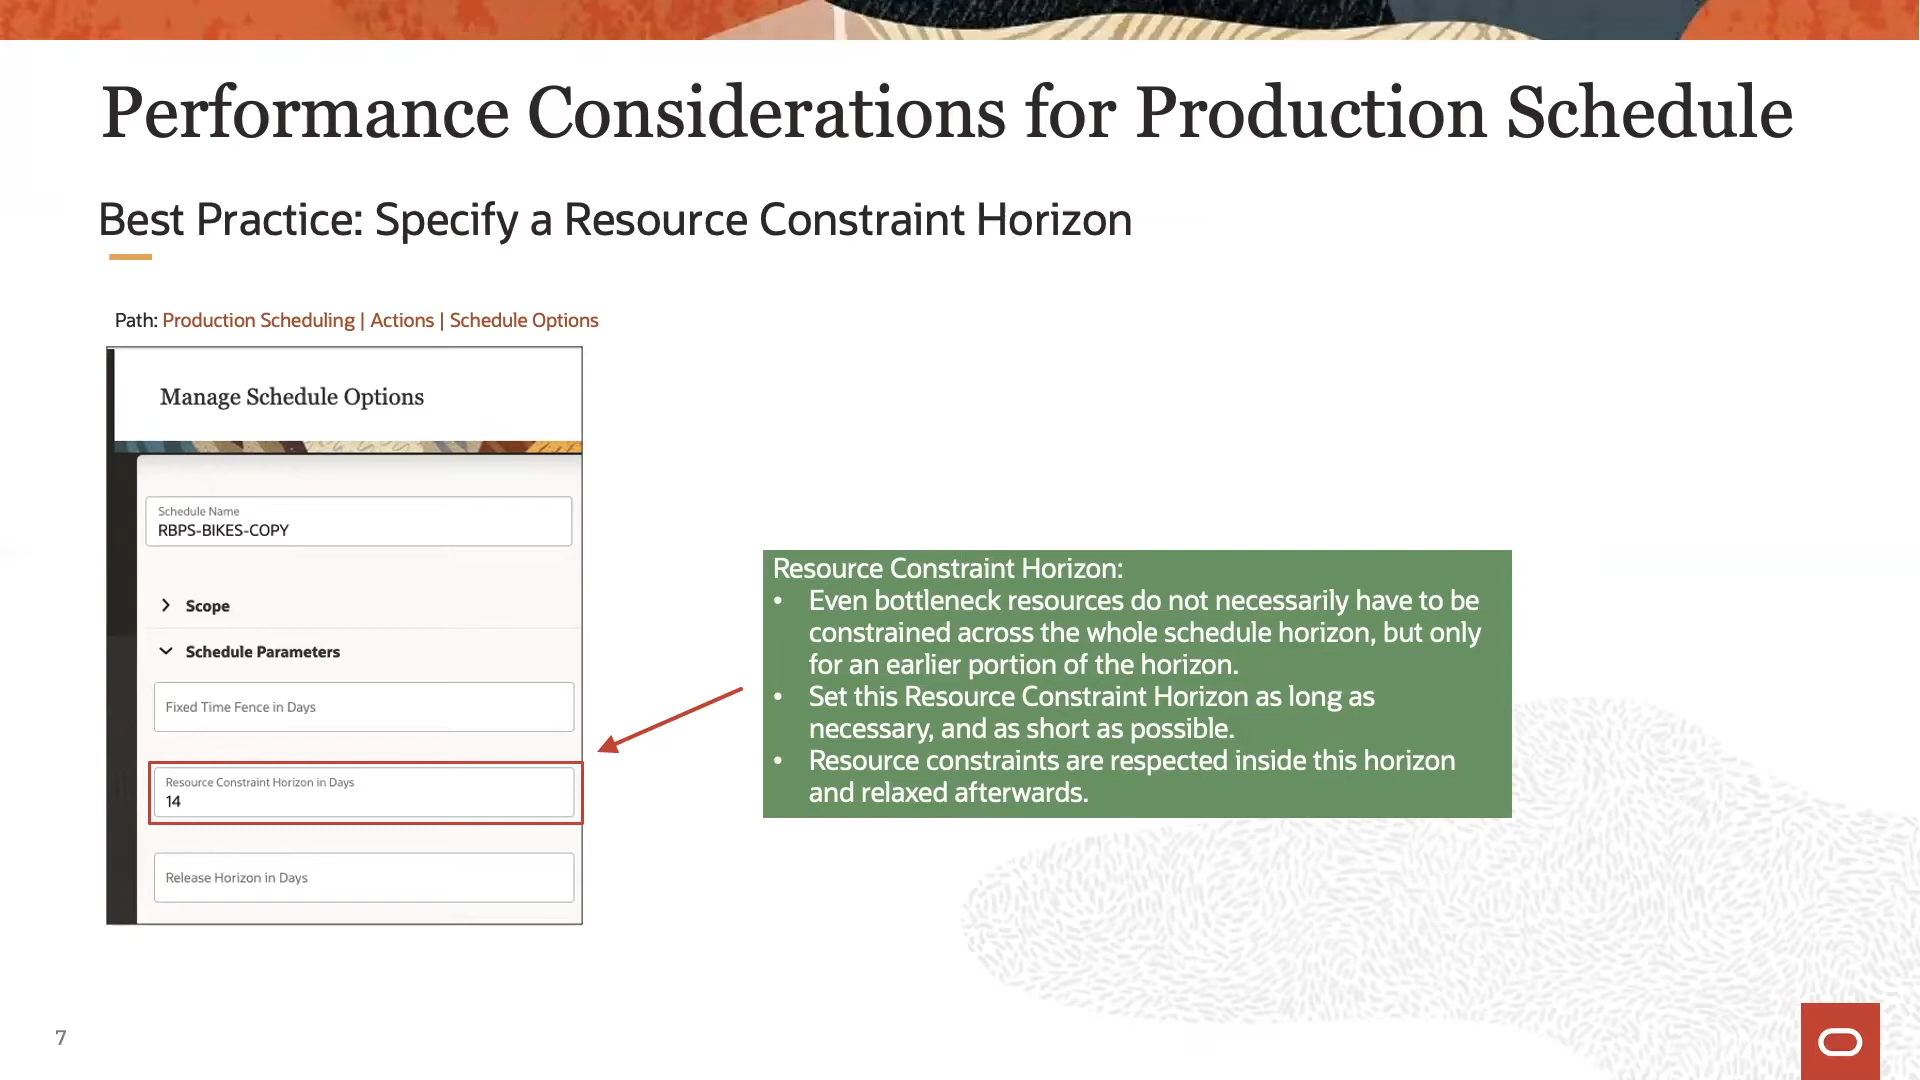 Performance Considerations for Production Schedule
Best Practice: Specify a Resource Constraint Horizon
Path: Production Scheduling | Actions | Schedule Options
Manage Schedule Options
Schedule Name
RBPS-BIKES-COPY
Scope
Schedule Parameters
Fixed Time Fence in Days
Resource Constraint Horizon in Days
14
Release Horizon in Days
Resource Constraint Horizon:
• Even bottleneck resources do not necessarily have to be
constrained across the whole schedule horizon, but only
for an earlier portion of the horizon.
• Set this Resource Constraint Horizon as long as
necessary, and as short as possible.
• Resource constraints are respected inside this horizon
and relaxed afterwards.
7